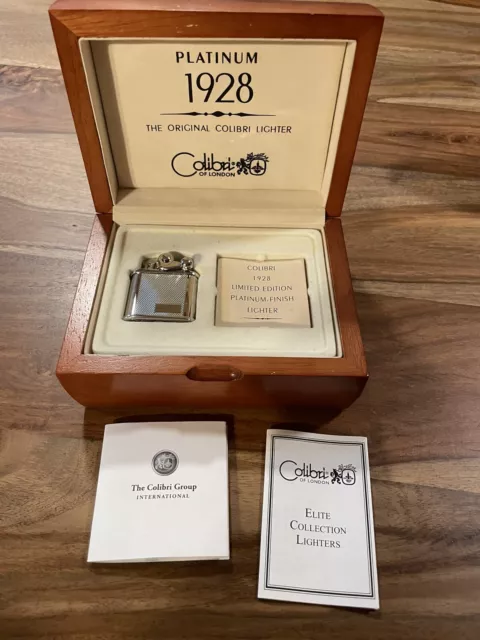 PLATINUM
1928
THE ORIGINAL COLIBRI LIGHTER
Colibri
OF LONDON
COLIBRI
1928
LIMITED EDITION
PLATINUM-FINISH
LIGHTER
The Colibri Group
INTERNATIONAL
Colibri
OF LONDON
ELITE
COLLECTION
LIGHTERS